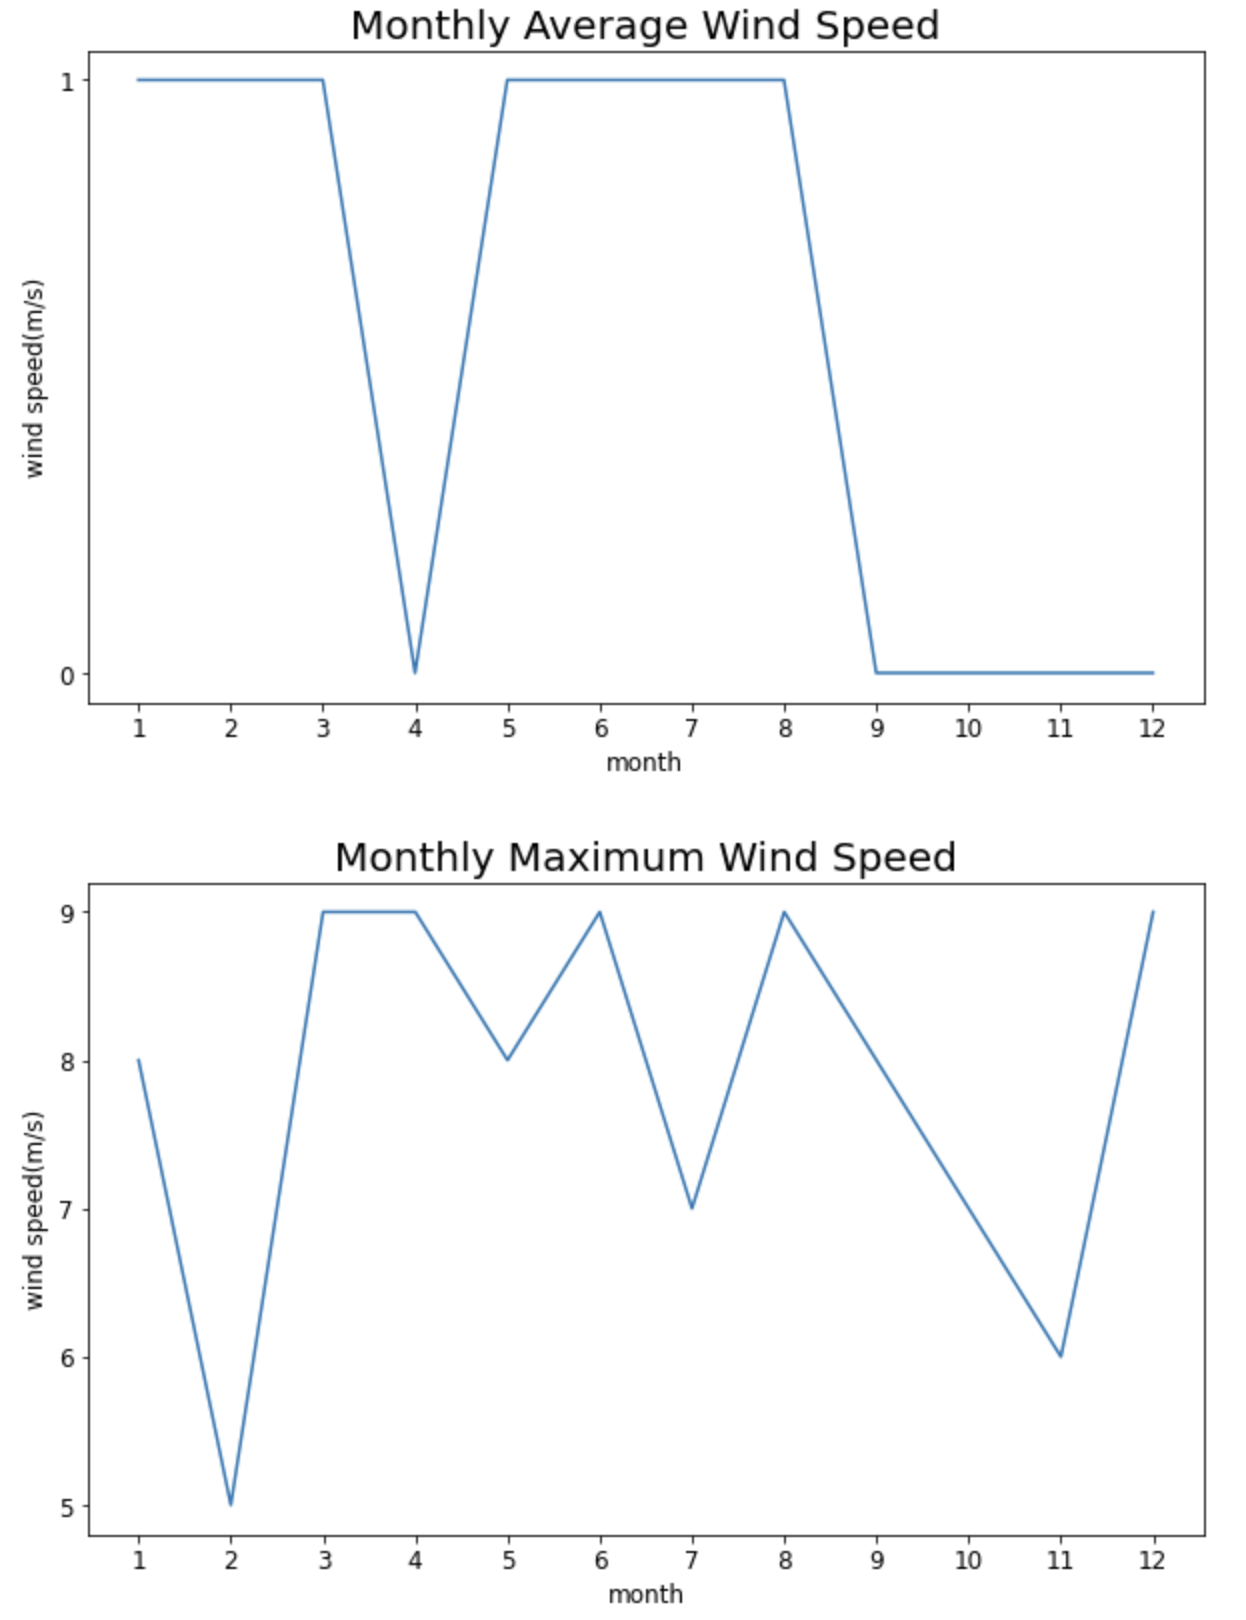 Monthly Average Wind Speed
1
0
wind speed(m/s)
1 2 3 4 5 6 7 8 9 10 11 12
month
Monthly Maximum Wind Speed
9
8
7
6
5
wind speed(m/s)
1 2 3 4 5 6 7 8 9 10 11 12
month